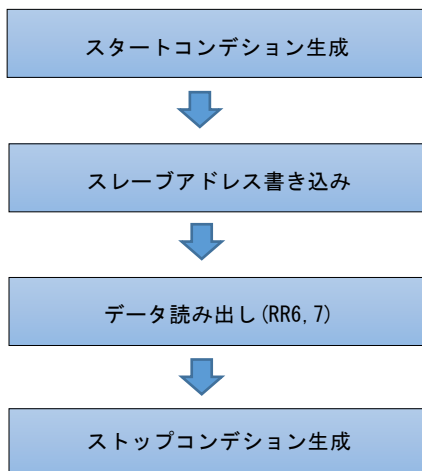 スタートコンデション生成
スレーブアドレス書き込み
データ読み出し(RR6, 7)
ストップコンデション生成